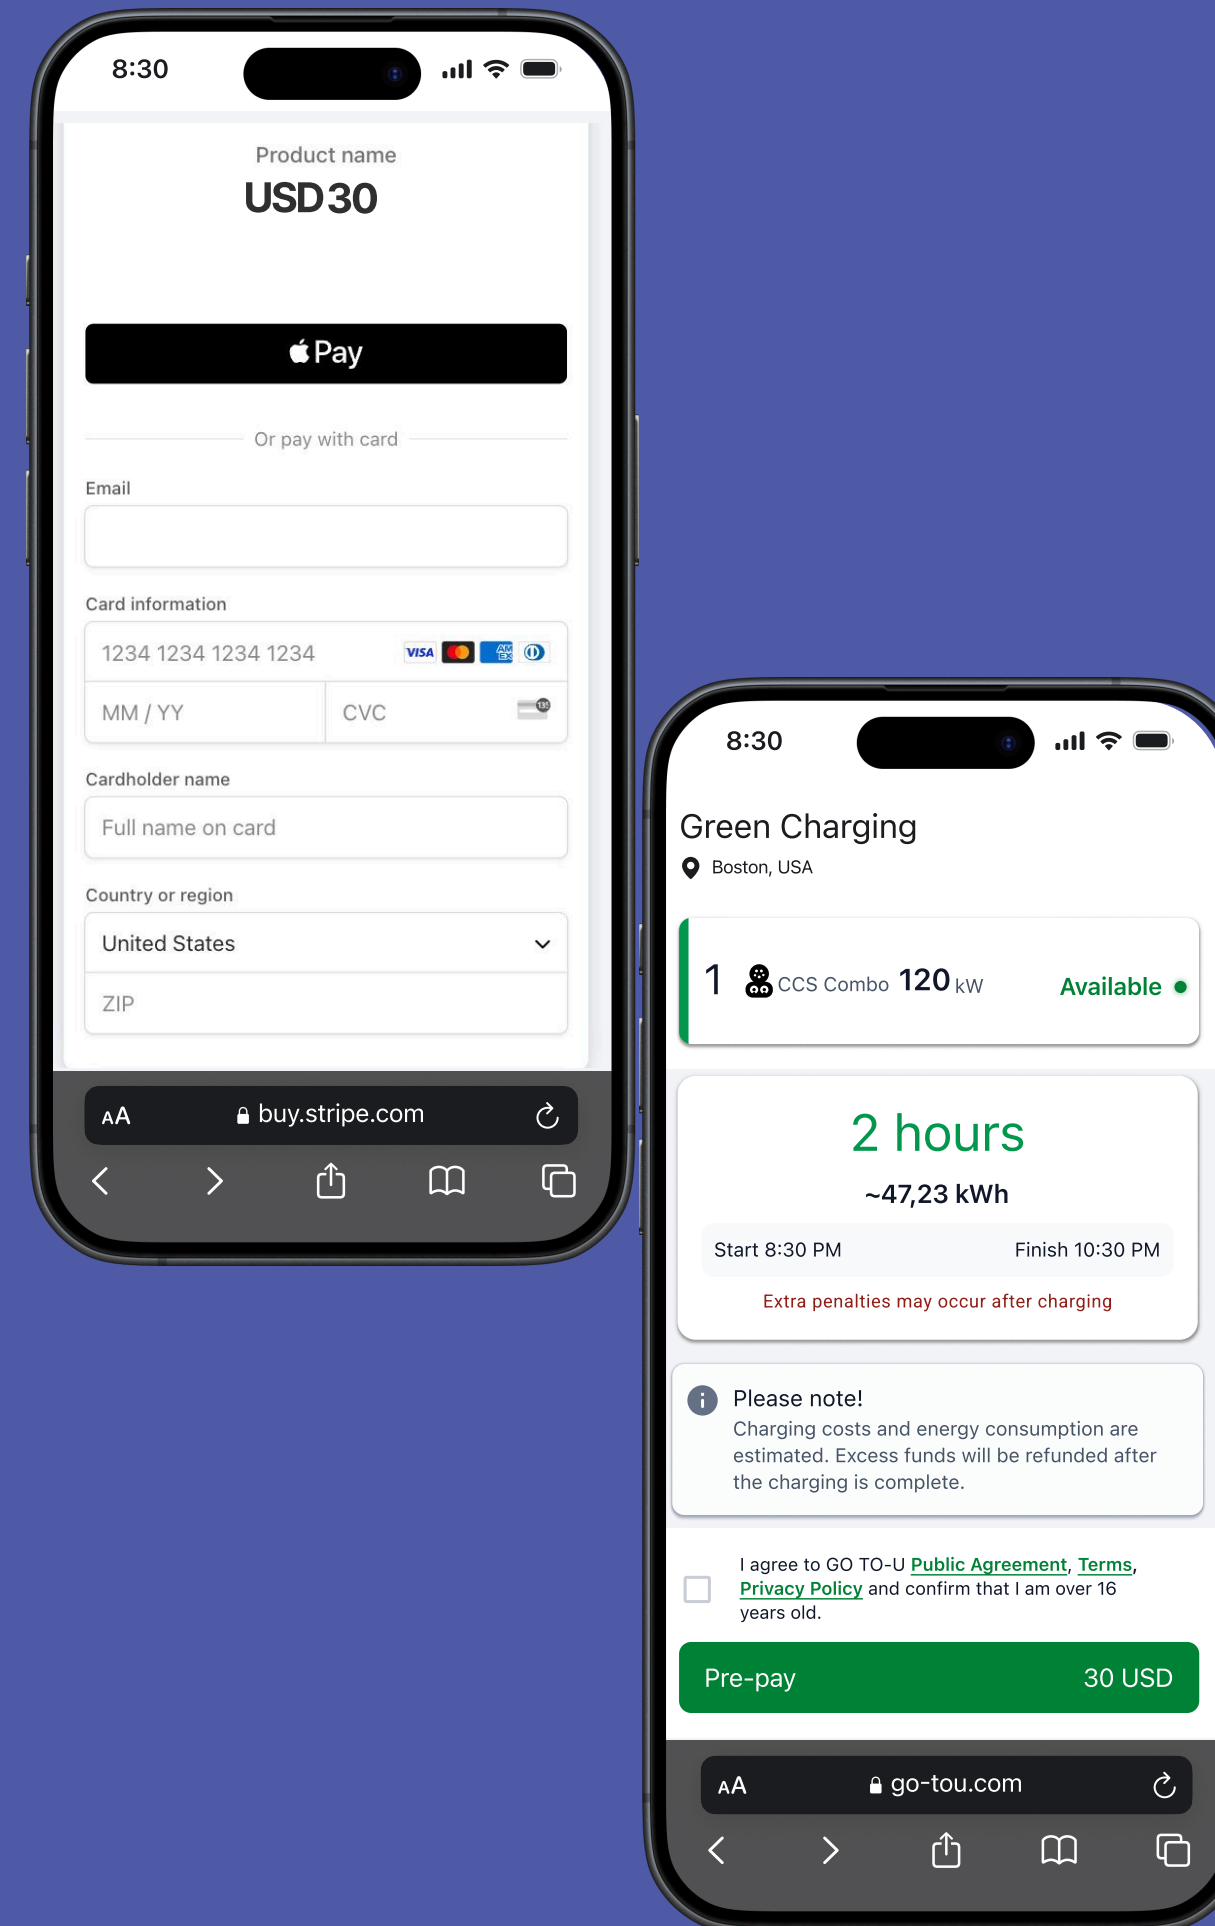 8:30
Product name
USD 30
Pay
Or pay with card
Email
Card information
1234 1234 1234 1234
VISA
AM
EX
MM / YY
CVC
135
Cardholder name
Full name on card
Country or region
United States
ZIP
AA
buy.stripe.com
8:30
Green Charging
Boston, USA
1 CCS Combo 120 kW Available
2 hours
~47,23 kWh
Start 8:30 PM Finish 10:30 PM
Extra penalties may occur after charging
Please note!
Charging costs and energy consumption are
estimated. Excess funds will be refunded after
the charging is complete.
I agree to GO TO-U Public Agreement, Terms,
Privacy Policy and confirm that I am over 16
years old.
Pre-pay 30 USD
AA
go-tou.com